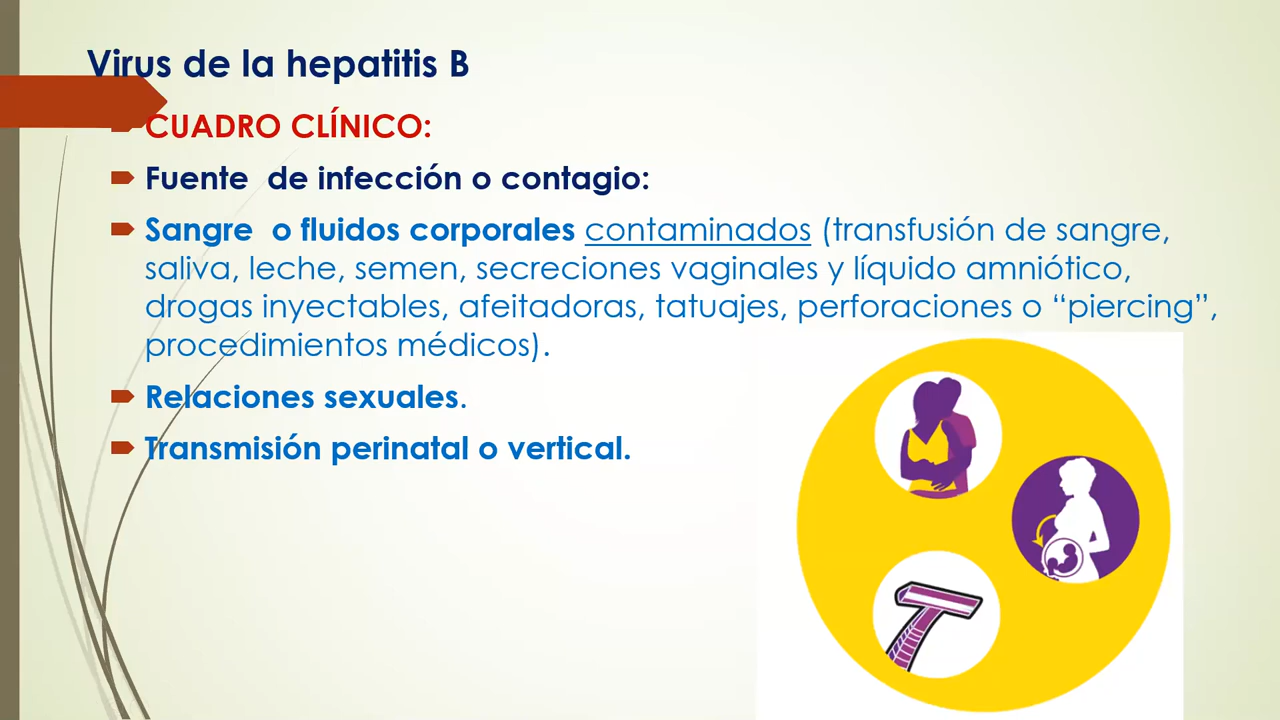 Virus de la hepatitis B
CUADRO CLÍNICO:
Fuente  de infección o contagio:
Sangre  o fluidos corporales contaminados (transfusión de sangre,
saliva, leche, semen, secreciones vaginales y líquido amniótico,
drogas inyectables, afeitadoras, tatuajes, perforaciones o “piercing”,
procedimientos médicos).
Relaciones sexuales.
Transmisión perinatal o vertical.